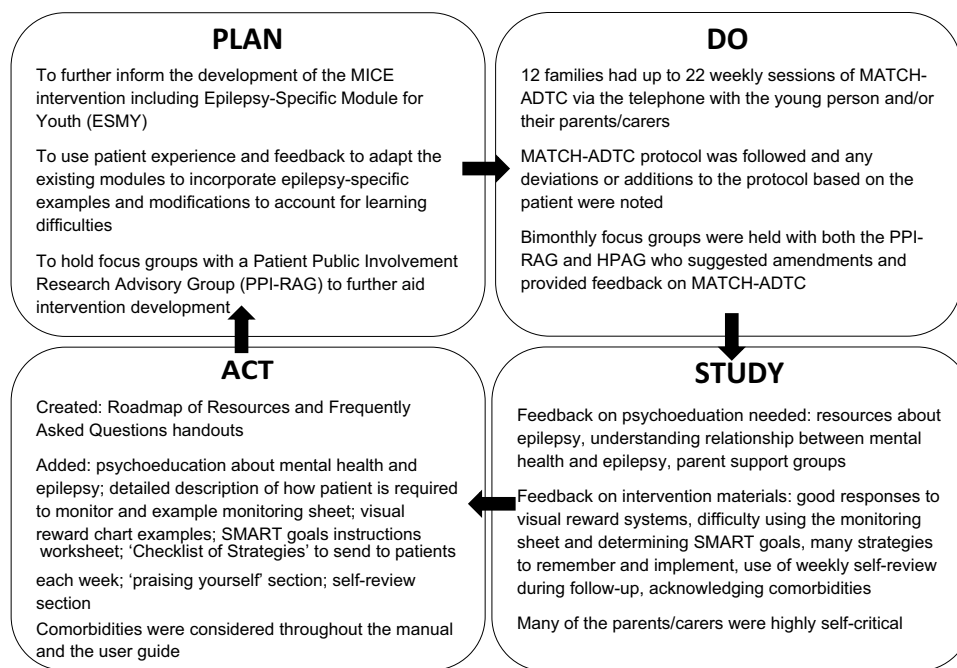 PLAN
To further inform the development of the MICE
intervention including Epilepsy-Specific Module for
Youth (ESMY)
To use patient experience and feedback to adapt the
existing modules to incorporate epilepsy-specific
examples and modifications to account for learning
difficulties
To hold focus groups with a Patient Public Involvement
Research Advisory Group (PPI-RAG) to further aid
intervention development
DO
12 families had up to 22 weekly sessions of MATCH-
ADTC via the telephone with the young person and/or
their parents/carers
MATCH-ADTC protocol was followed and any
deviations or additions to the protocol based on the
patient were noted
Bimonthly focus groups were held with both the PPI-
RAG and HPAG who suggested amendments and
provided feedback on MATCH-ADTC
STUDY
Feedback on psychoeduation needed: resources about
epilepsy, understanding relationship between mental
health and epilepsy, parent support groups
Feedback on intervention materials: good responses to
visual reward systems, difficulty using the monitoring
sheet and determining SMART goals, many strategies
to remember and implement, use of weekly self-review
during follow-up, acknowledging comorbidities
Many of the parents/carers were highly self-critical
ACT
Created: Roadmap of Resources and Frequently
Asked Questions handouts
Added: psychoeducation about mental health and
epilepsy; detailed description of how patient is required
to monitor and example monitoring sheet; visual
reward chart examples; SMART goals instructions
worksheet; ‘Checklist of Strategies’ to send to patients
each week; ‘praising yourself’ section; self-review
section
Comorbidities were considered throughout the manual
and the user guide